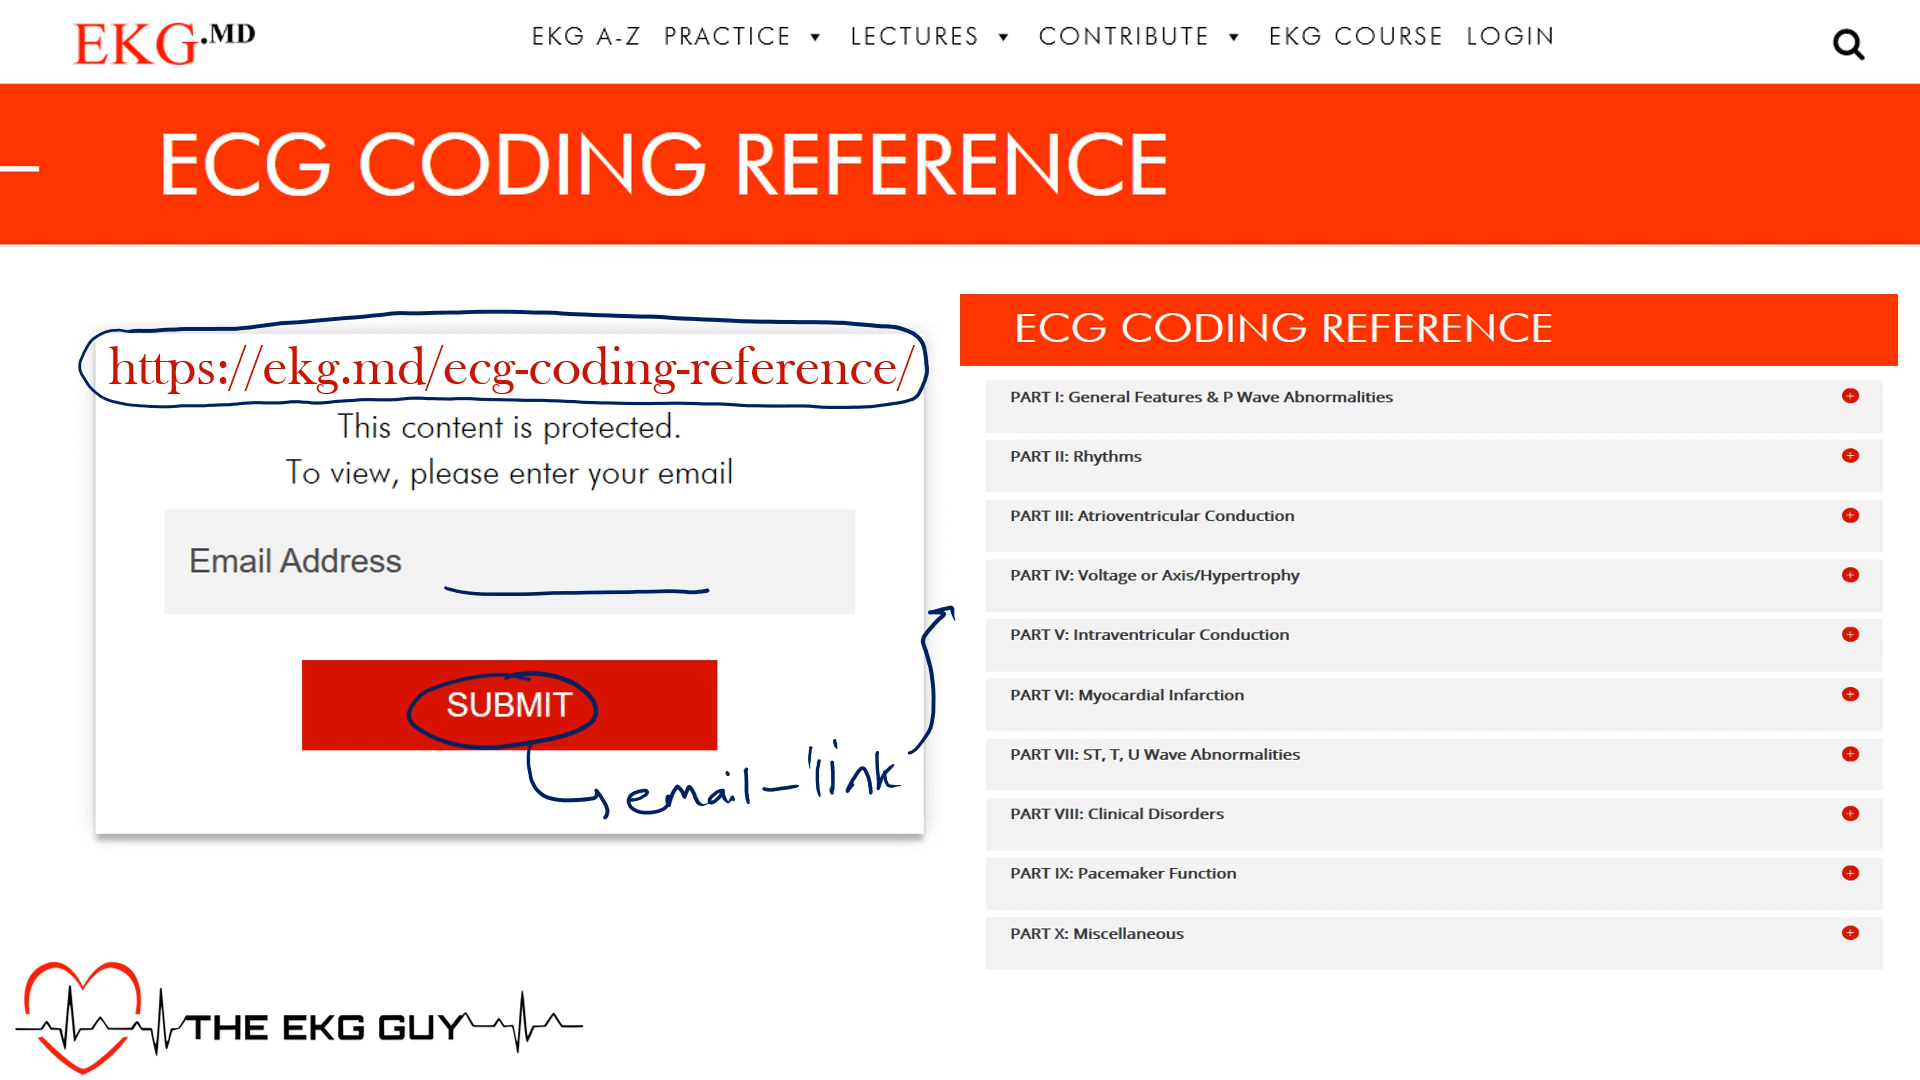 EKG.MD
EKG A-Z PRACTICE LECTURES CONTRIBUTE EKG COURSE LOGIN
ECG CODING REFERENCE
https://ekg.md/ecg-coding-reference/
This content is protected.
To view, please enter your email
Email Address
SUBMIT
email - link
ECG CODING REFERENCE
PART I: General Features & P Wave Abnormalities
PART II: Rhythms
PART III: Atrioventricular Conduction
PART IV: Voltage or Axis/Hypertrophy
PART V: Intraventricular Conduction
PART VI: Myocardial Infarction
PART VII: ST, T, U Wave Abnormalities
PART VIII: Clinical Disorders
PART IX: Pacemaker Function
PART X: Miscellaneous
THE EKG GUY